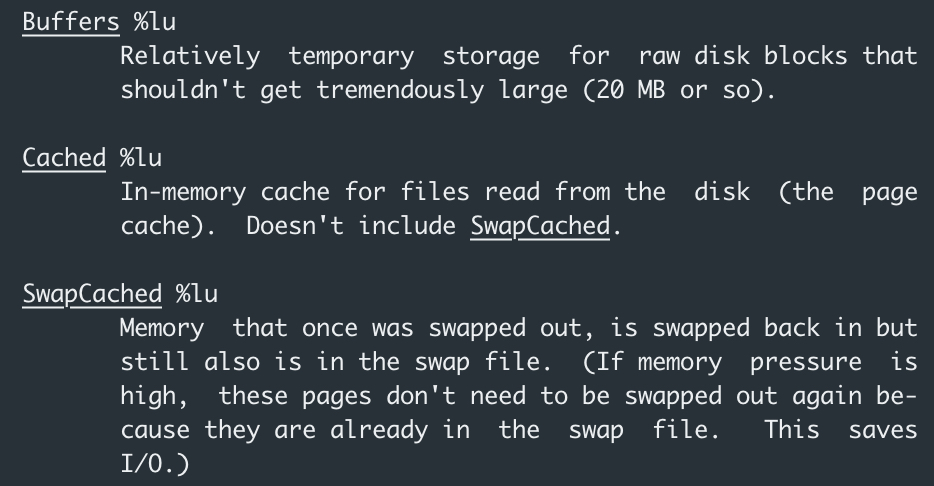 Buffers %lu
Relatively temporary storage for raw disk blocks that
shouldn't get tremendously large (20 MB or so).
Cached %lu
In-memory cache for files read from the disk (the page
cache). Doesn't include SwapCached.
SwapCached %lu
Memory that once was swapped out, is swapped back in but
still also is in the swap file. (If memory pressure is
high, these pages don't need to be swapped out again be-
cause they are already in the swap file. This saves
I/O.)